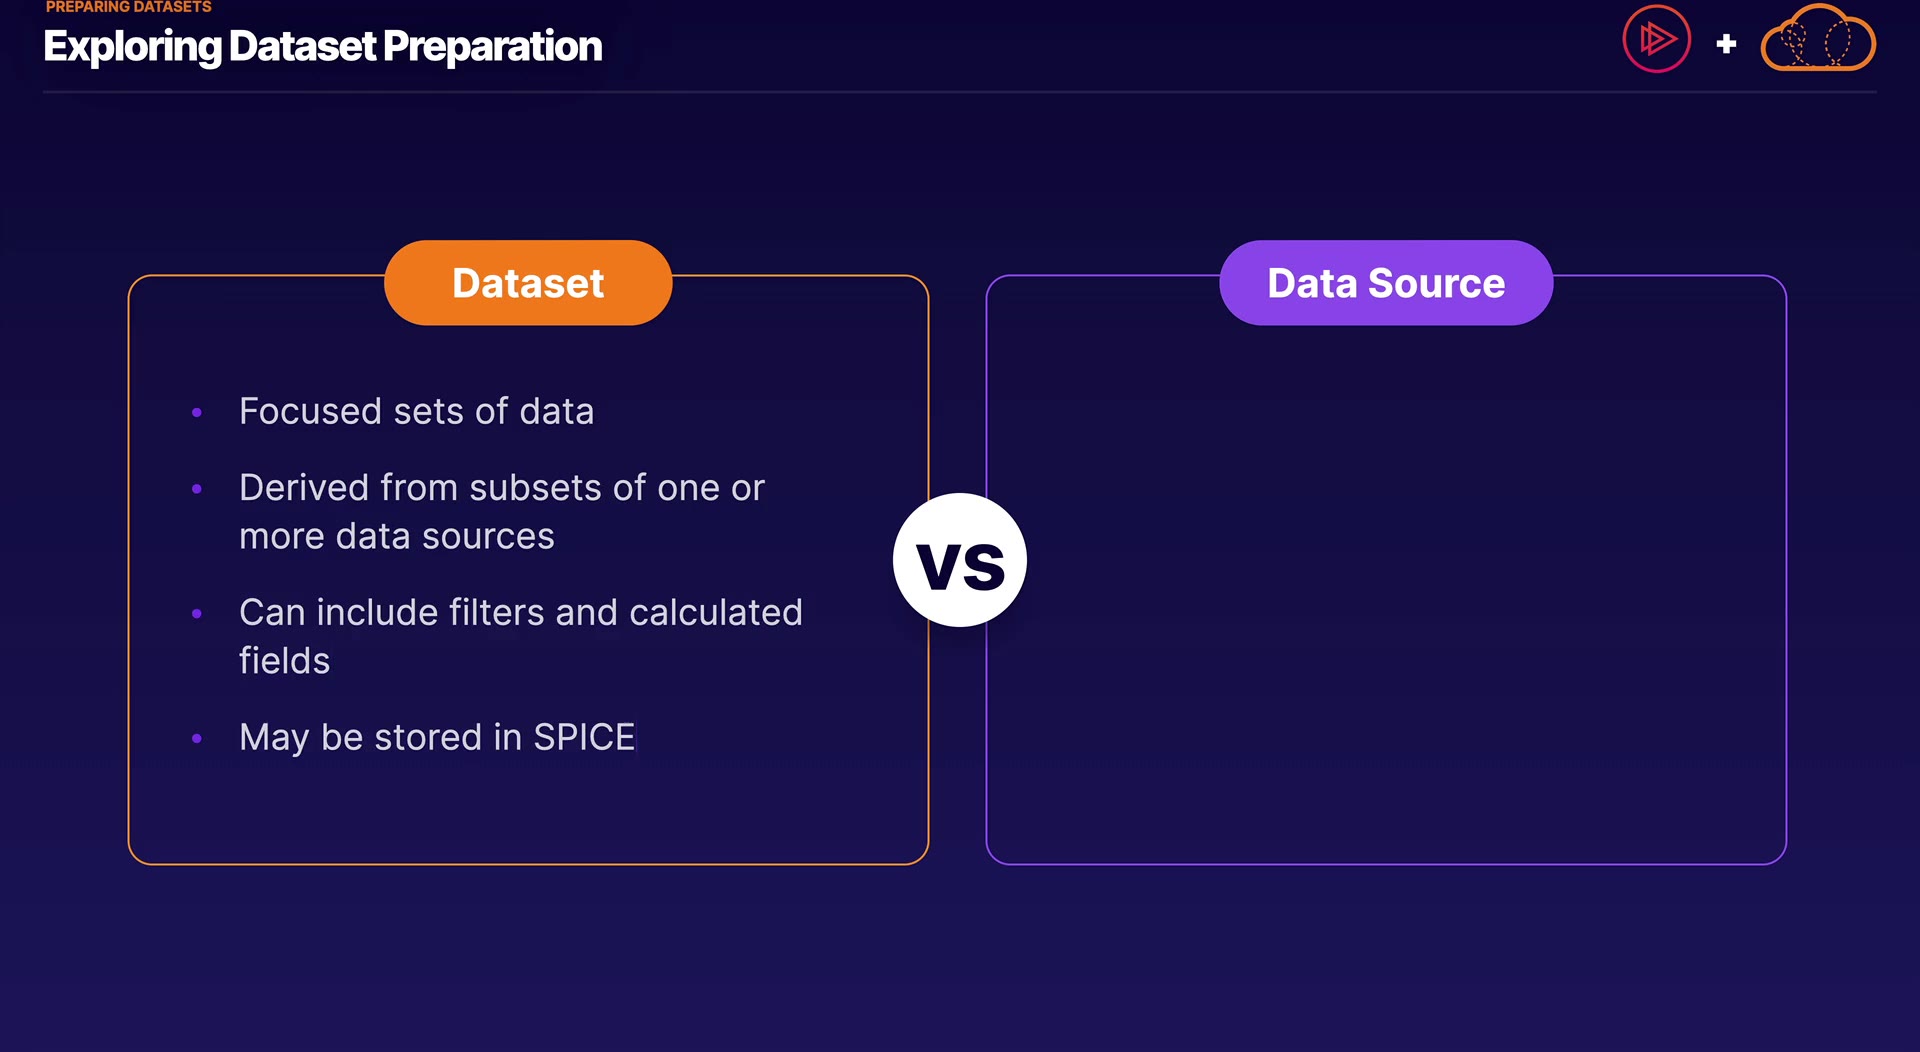 PREPARING DATASETS
Exploring Dataset Preparation
+
Dataset
Data Source
• Focused sets of data
• Derived from subsets of one or
more data sources
• Can include filters and calculated
fields
• May be stored in SPICE
VS